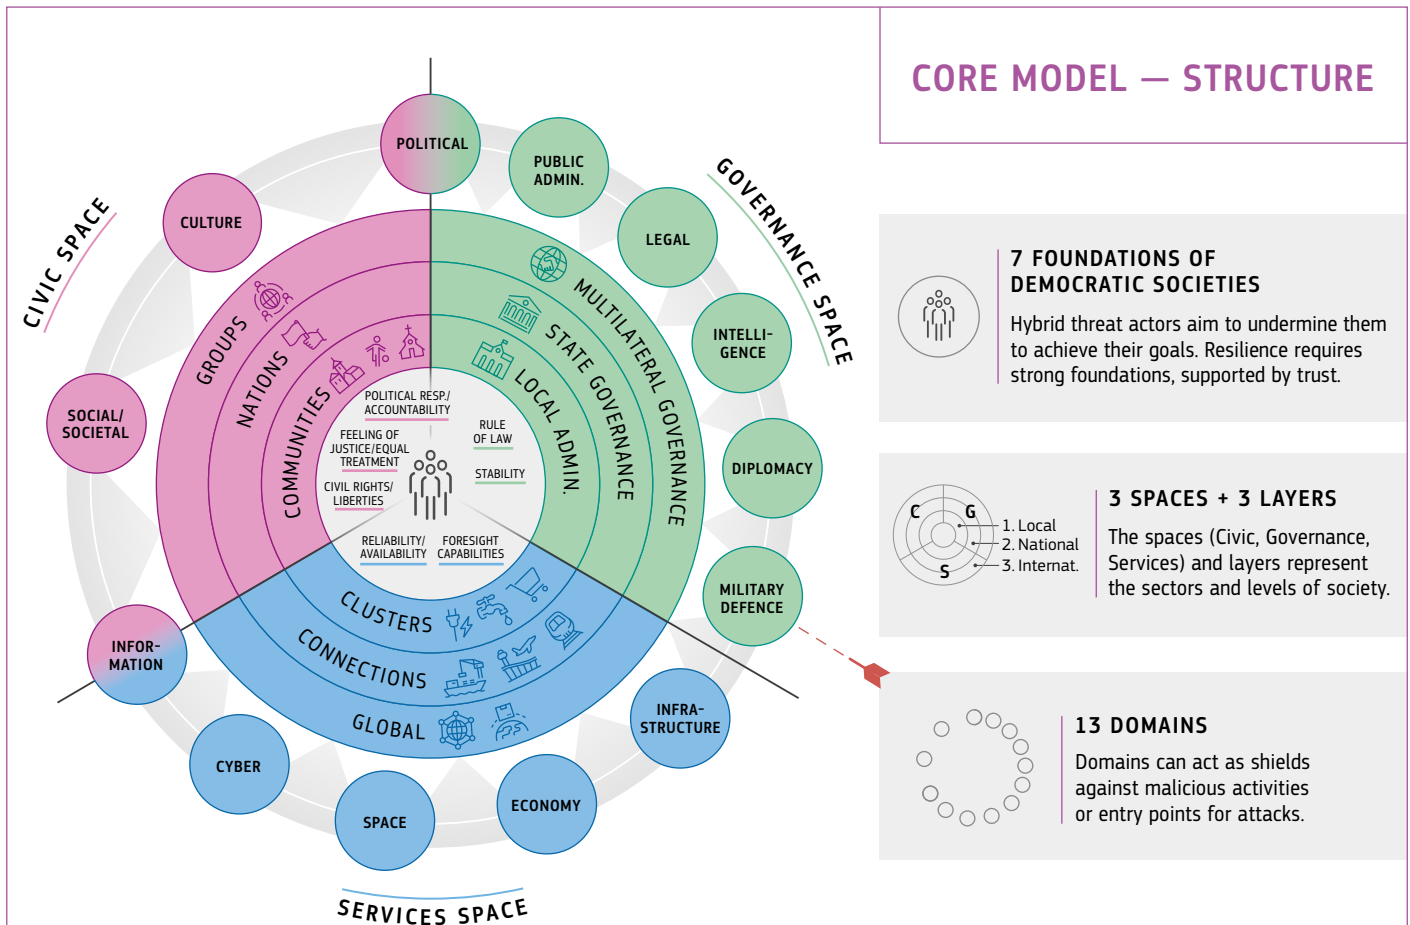 CORE MODEL — STRUCTURE
CIVIC SPACE
GOVERNANCE SPACE
SERVICES SPACE
POLITICAL
PUBLIC
ADMIN.
LEGAL
INTELLI-
GENCE
DIPLOMACY
MILITARY
DEFENCE
INFRA-
STRUCTURE
ECONOMY
SPACE
CYBER
INFOR-
MATION
SOCIAL/
SOCIETAL
CULTURE
GROUPS
NATIONS
COMMUNITIES
MULTILATERAL GOVERNANCE
STATE GOVERNANCE
LOCAL ADMIN.
CLUSTERS
CONNECTIONS
GLOBAL
POLITICAL RESP./
ACCOUNTABILITY
FEELING OF
JUSTICE/EQUAL
TREATMENT
CIVIL RIGHTS/
LIBERTIES
RULE
OF LAW
STABILITY
RELIABILITY/
AVAILABILITY
FORESIGHT
CAPABILITIES
7 FOUNDATIONS OF
DEMOCRATIC SOCIETIES
Hybrid threat actors aim to undermine them
to achieve their goals. Resilience requires
strong foundations, supported by trust.
C
G
S
1. Local
2. National
3. Internat.
3 SPACES + 3 LAYERS
The spaces (Civic, Governance,
Services) and layers represent
the sectors and levels of society.
13 DOMAINS
Domains can act as shields
against malicious activities
or entry points for attacks.